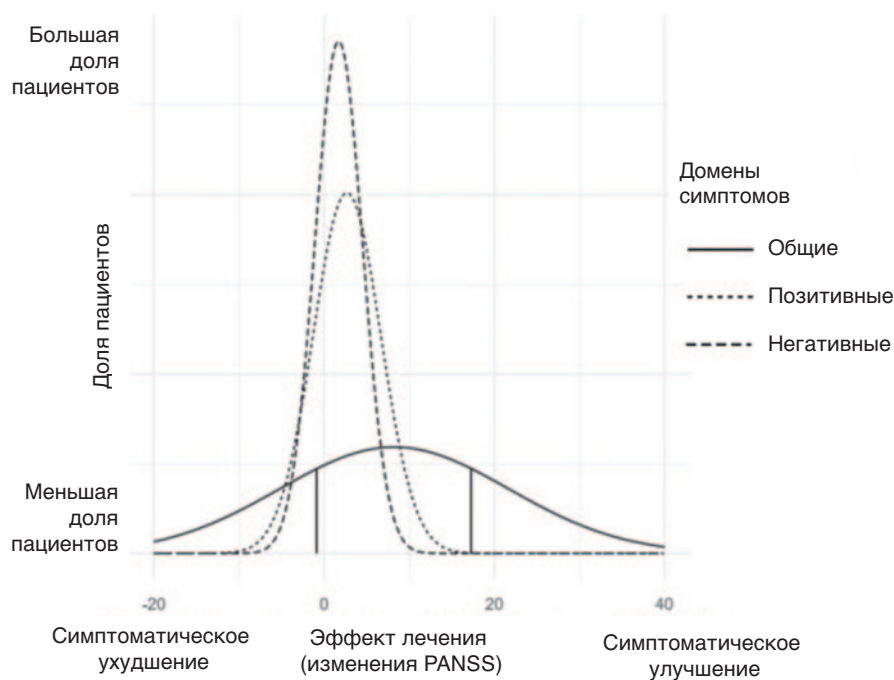 Большая
доля
пациентов
Доля пациентов
Меньшая
доля
пациентов
Домены
симптомов
Общие
Позитивные
Негативные
-20
0
20
40
Симптоматическое
ухудшение
Эффект лечения
(изменения PANSS)
Симптоматическое
улучшение